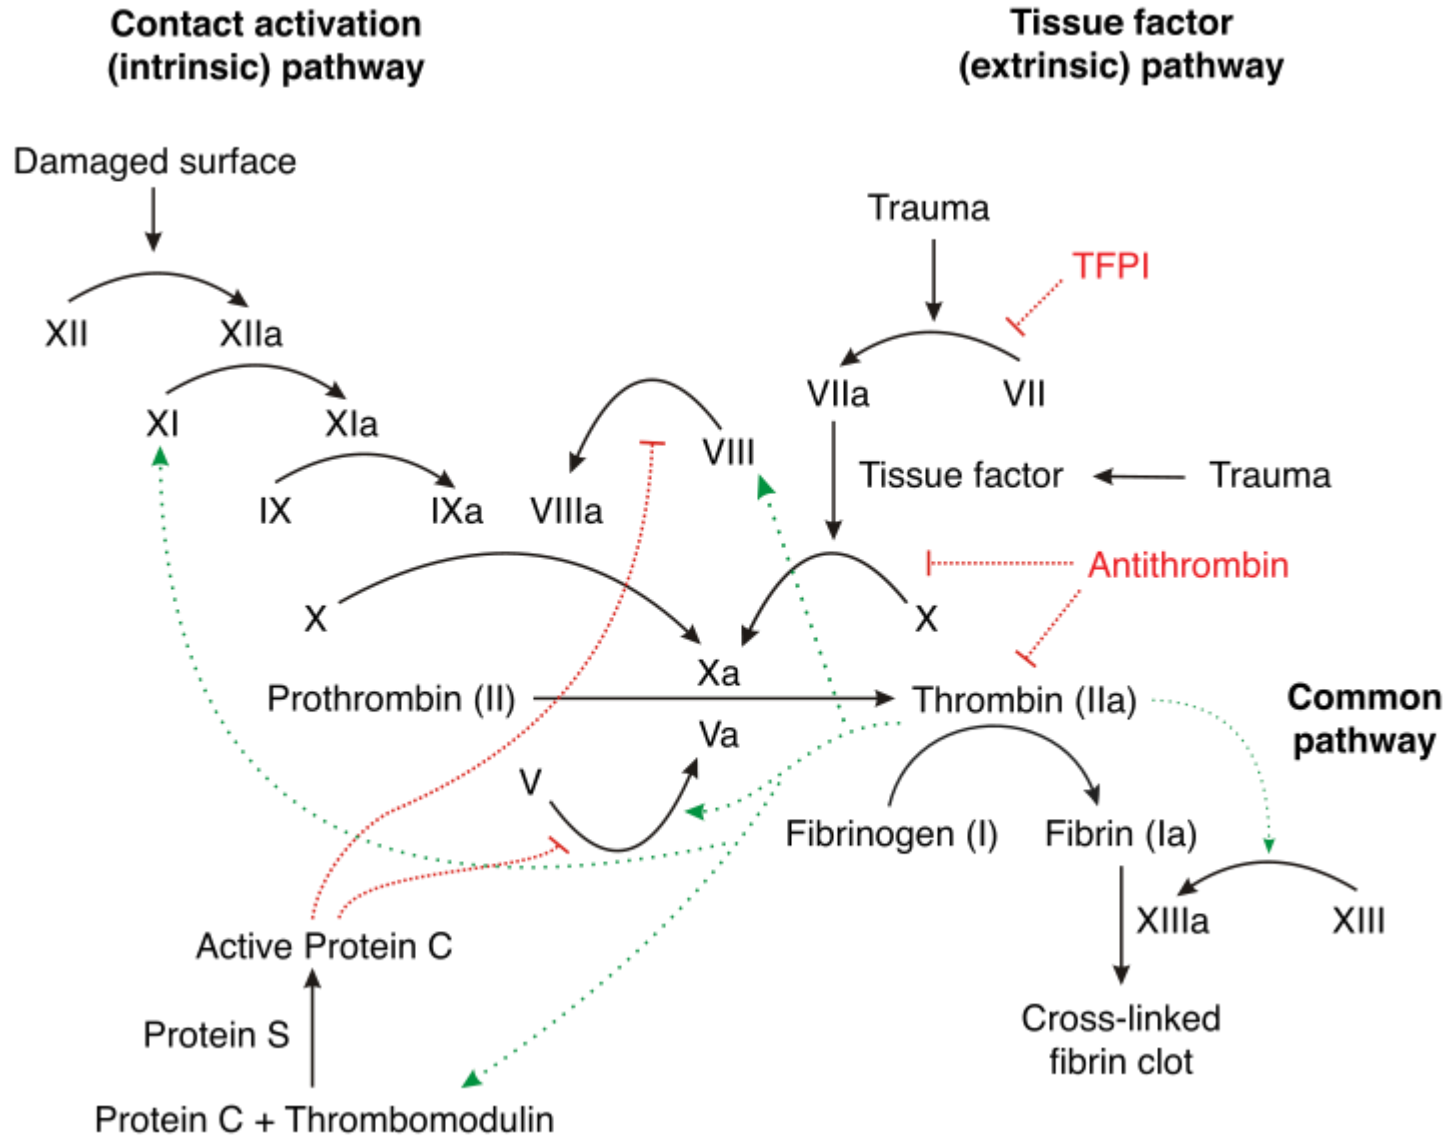 Contact activation
(intrinsic) pathway
Tissue factor
(extrinsic) pathway
Damaged surface
Trauma
TFPI
XII
XIIa
VIIa
VII
XI
XIa
VIII
Tissue factor
Trauma
IX
IXa
VIIIa
Antithrombin
X
X
Xa
Prothrombin (II)
Thrombin (IIa)
Common
pathway
Va
V
Fibrinogen (I)
Fibrin (Ia)
XIIIa
XIII
Active Protein C
Protein S
Cross-linked
fibrin clot
Protein C + Thrombomodulin